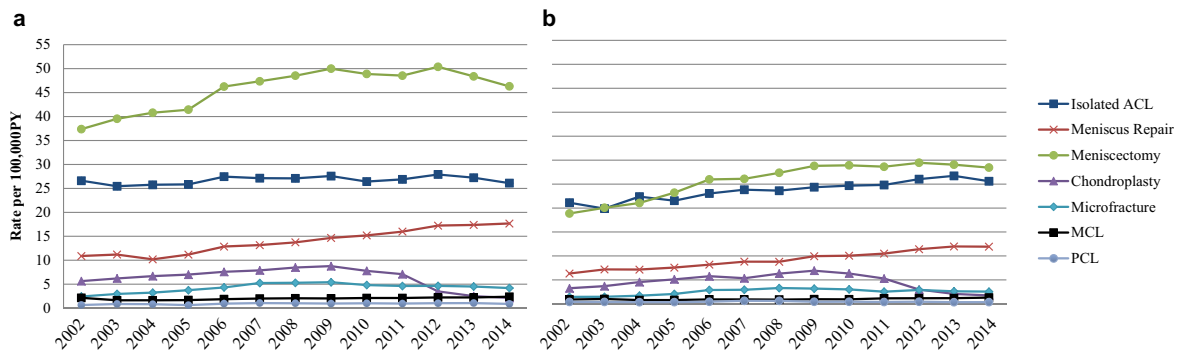 a
b
Rate per 100,000PY
55
50
45
40
35
30
25
20
15
10
5
0
2002 2003 2004 2005 2006 2007 2008 2009 2010 2011 2012 2013 2014
2002 2003 2004 2005 2006 2007 2008 2009 2010 2011 2012 2013 2014
Isolated ACL
Meniscus Repair
Meniscectomy
Chondroplasty
Microfracture
MCL
PCL